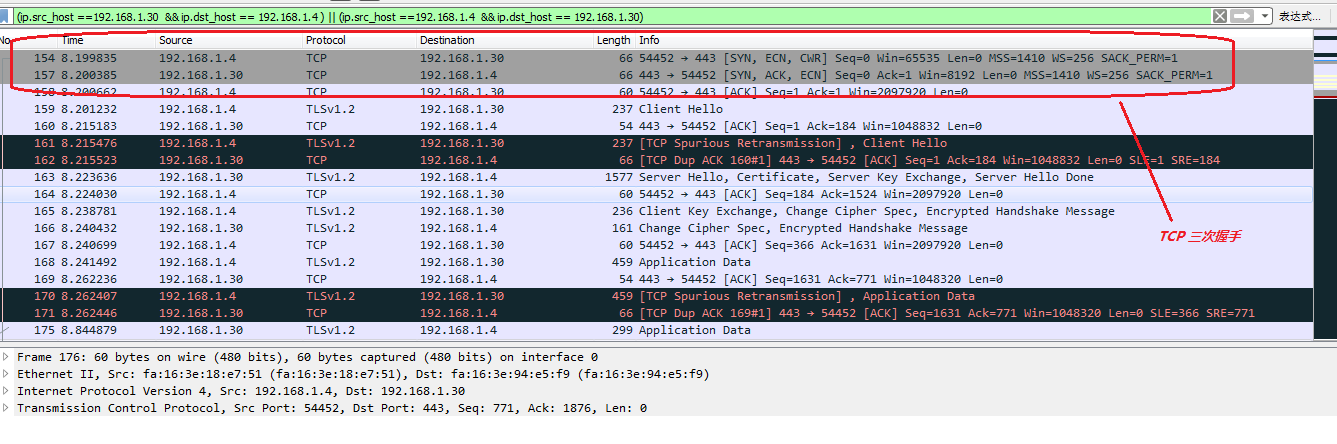 (ip.src_host ==192.168.1.30 &&ip.dst_host == 192.168.1.4 ) || (ip.src_host ==192.168.1.4 &&ip.dst_host == 192.168.1.30) 表达式…
No. Time Source Protocol Destination Length Info
154 8.199835 192.168.1.4 TCP 192.168.1.30 66 54452 → 443 [SYN, ECN, CWR] Seq=0 Win=65535 Len=0 MSS=1410 WS=256 SACK_PERM=1
157 8.200385 192.168.1.30 TCP 192.168.1.4 66 443 → 54452 [SYN, ACK, ECN] Seq=0 Ack=1 Win=8192 Len=0 MSS=1410 WS=256 SACK_PERM=1
158 8.200662 192.168.1.4 TCP 192.168.1.30 60 54452 → 443 [ACK] Seq=1 Ack=1 Win=2097920 Len=0
159 8.201232 192.168.1.4 TLSv1.2 192.168.1.30 237 Client Hello
160 8.215183 192.168.1.30 TCP 192.168.1.4 54 443 → 54452 [ACK] Seq=1 Ack=184 Win=1048832 Len=0
161 8.215476 192.168.1.4 TLSv1.2 192.168.1.30 237 [TCP Spurious Retransmission] , Client Hello
162 8.215523 192.168.1.30 TCP 192.168.1.4 66 [TCP Dup ACK 160#1] 443 → 54452 [ACK] Seq=1 Ack=184 Win=1048832 Len=0 SLE=1 SRE=184
163 8.223636 192.168.1.30 TLSv1.2 192.168.1.4 1577 Server Hello, Certificate, Server Key Exchange, Server Hello Done
164 8.224030 192.168.1.4 TCP 192.168.1.30 60 54452 → 443 [ACK] Seq=184 Ack=1524 Win=2097920 Len=0
165 8.238781 192.168.1.4 TLSv1.2 192.168.1.30 236 Client Key Exchange, Change Cipher Spec, Encrypted Handshake Message
166 8.240432 192.168.1.30 TLSv1.2 192.168.1.4 161 Change Cipher Spec, Encrypted Handshake Message
167 8.240699 192.168.1.4 TCP 192.168.1.30 60 54452 → 443 [ACK] Seq=366 Ack=1631 Win=2097920 Len=0
168 8.241492 192.168.1.4 TLSv1.2 192.168.1.30 459 Application Data
169 8.262236 192.168.1.30 TCP 192.168.1.4 54 443 → 54452 [ACK] Seq=1631 Ack=771 Win=1048320 Len=0
170 8.262407 192.168.1.4 TLSv1.2 192.168.1.30 459 [TCP Spurious Retransmission] , Application Data
171 8.262446 192.168.1.30 TCP 192.168.1.4 66 [TCP Dup ACK 169#1] 443 → 54452 [ACK] Seq=1631 Ack=771 Win=1048320 Len=0 SLE=366 SRE=771
175 8.844879 192.168.1.30 TLSv1.2 192.168.1.4 299 Application Data
TCP 三次握手
Frame 176: 60 bytes on wire (480 bits), 60 bytes captured (480 bits) on interface 0
Ethernet II, Src: fa:16:3e:18:e7:51 (fa:16:3e:18:e7:51), Dst: fa:16:3e:94:e5:f9 (fa:16:3e:94:e5:f9)
Internet Protocol Version 4, Src: 192.168.1.4, Dst: 192.168.1.30
Transmission Control Protocol, Src Port: 54452, Dst Port: 443, Seq: 771, Ack: 1876, Len: 0